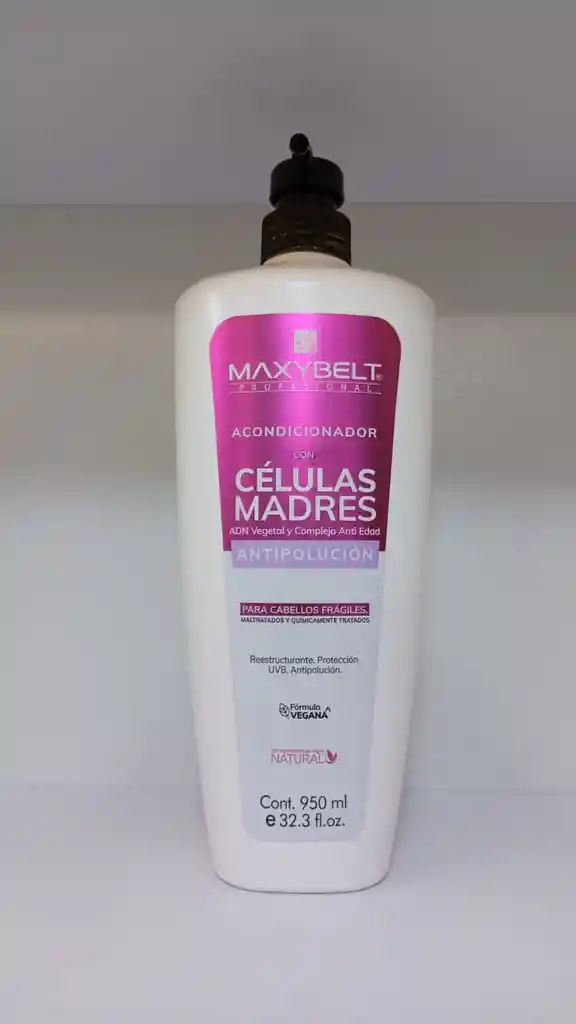 MAXYBELT®
PROFESIONAL
ACONDICIONADOR
CON
CÉLULAS
MADRES
ADN Vegetal y Complejo Anti Edad
ANTIPOLUCIÓN
PARA CABELLOS FRÁGILES,
MALTRATADOS Y QUÍMICAMENTE TRATADOS
Reestructurante. Protección
UVB. Antipolución.
Fórmula
VEGANA^
NATURAL
Cont. 950 ml
e 32.3 fl.oz.